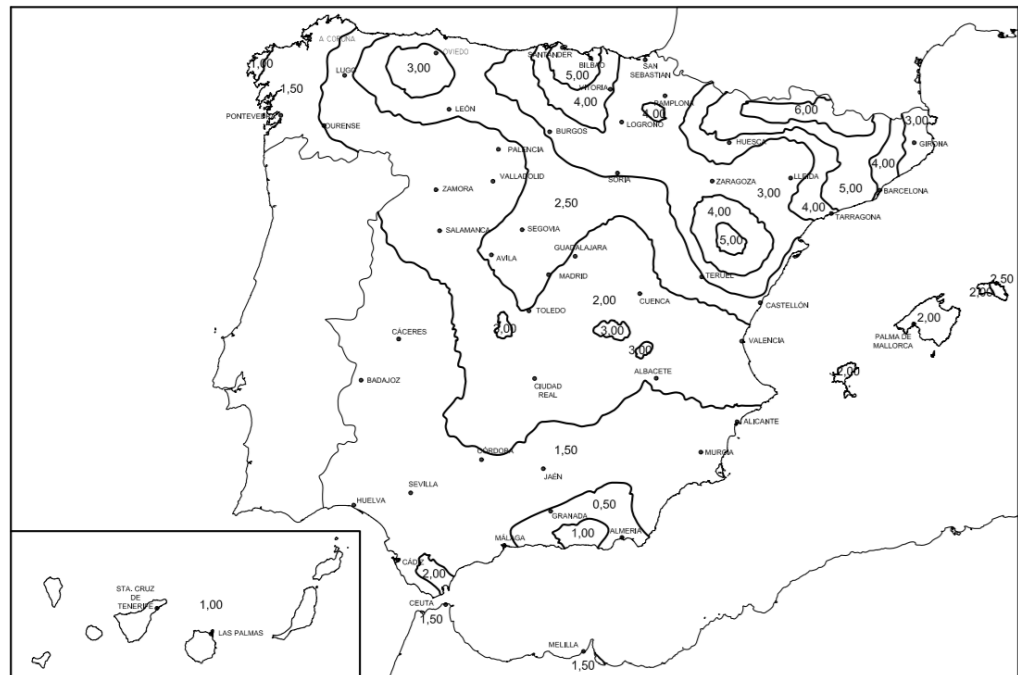 A CORUÑA
OVIEDO
SANTANDER
BILBAO
SAN
SEBASTIAN
1,00
LUGO
3,00
5,00
VITORIA
1,50
4,00
PAMPLONA
6,00
LEÓN
4,00
3,00
PONTEVEDRA
OURENSE
LOGROÑO
BURGOS
HUESCA
GIRONA
PALENCIA
4,00
VALLADOLID
SORIA
ZARAGOZA
LLEIDA
ZAMORA
3,00
5,00
BARCELONA
2,50
4,00
4,00
TARRAGONA
SALAMANCA
SEGOVIA
5,00
GUADALAJARA
AVILA
MADRID
TERUEL
2,50
2,00
2,00
CUENCA
CASTELLÓN
TOLEDO
2,00
3,00
CÁCERES
PALMA DE
MALLORCA
VALENCIA
3,00
2,00
BADAJOZ
CIUDAD
REAL
ALBACETE
ALICANTE
1,50
CÓRDOBA
MURCIA
JAÉN
SEVILLA
HUELVA
0,50
GRANADA
1,00
ALMERIA
MÁLAGA
CÁDIZ
2,00
STA. CRUZ
DE
TENERIFE
1,00
CEUTA
1,50
LAS PALMAS
MELILLA
1,50